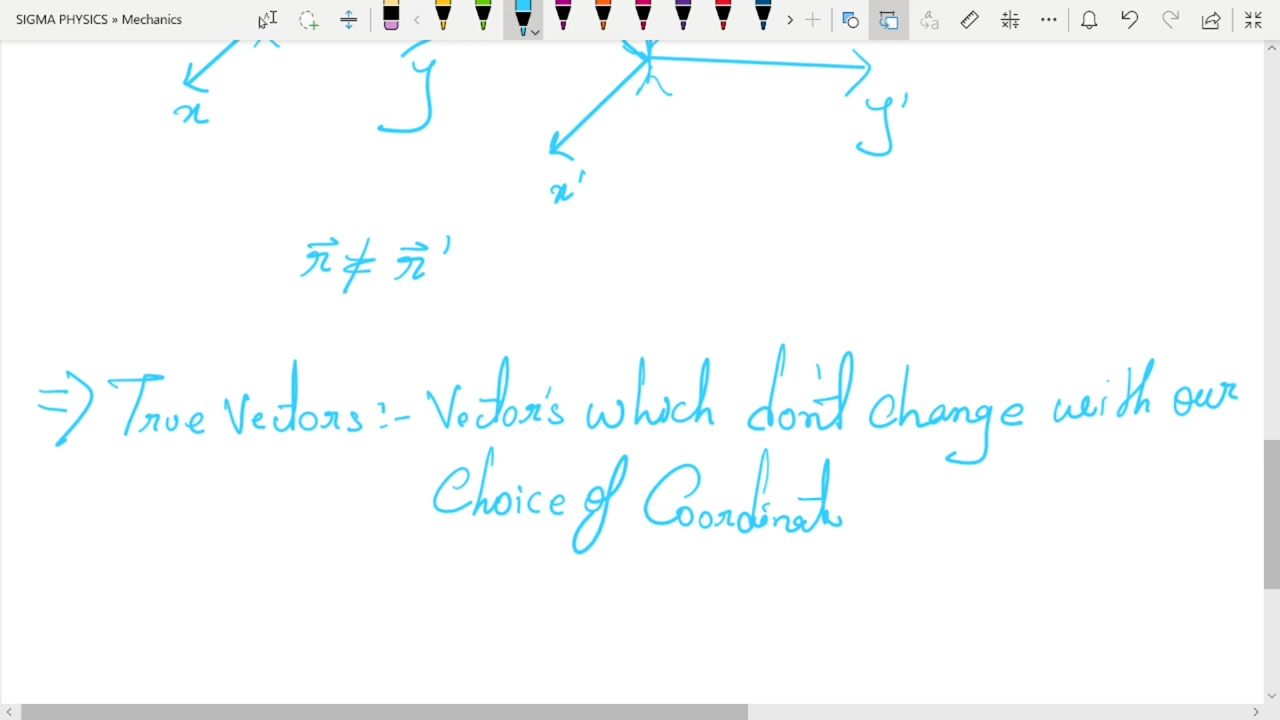 SIGMA PHYSICS » Mechanics
x y
y'
x'
r⃗ ≠ r⃗ '
=> True Vectors :- Vector's which don't change with our
Choice of Coordinate